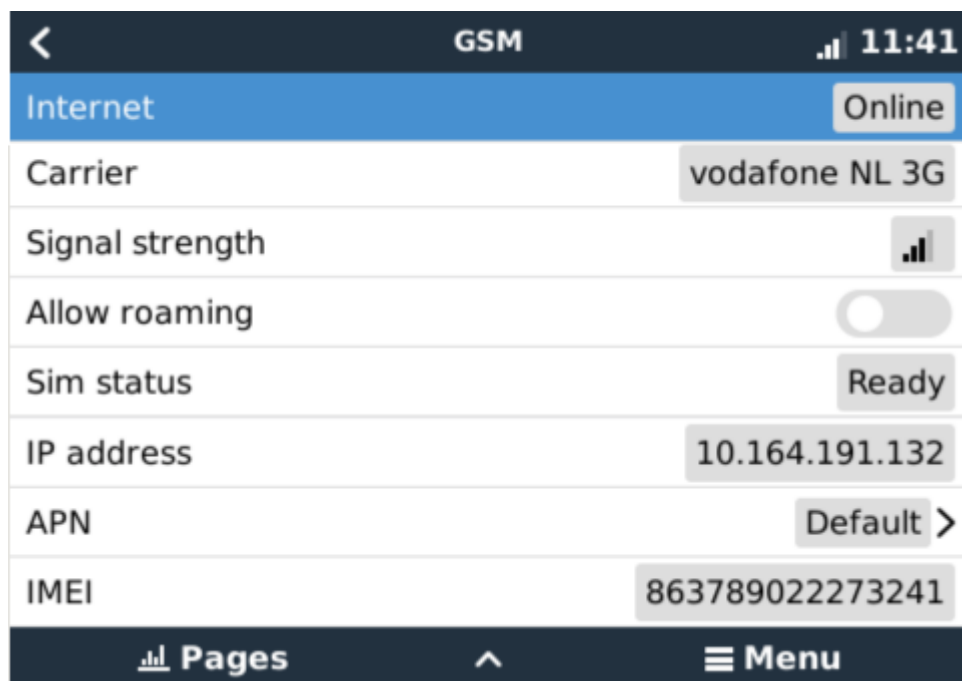 GSM 11:41
Internet Online
Carrier vodafone NL 3G
Signal strength
Allow roaming
Sim status Ready
IP address 10.164.191.132
APN Default
IMEI 863789022273241
Pages Menu